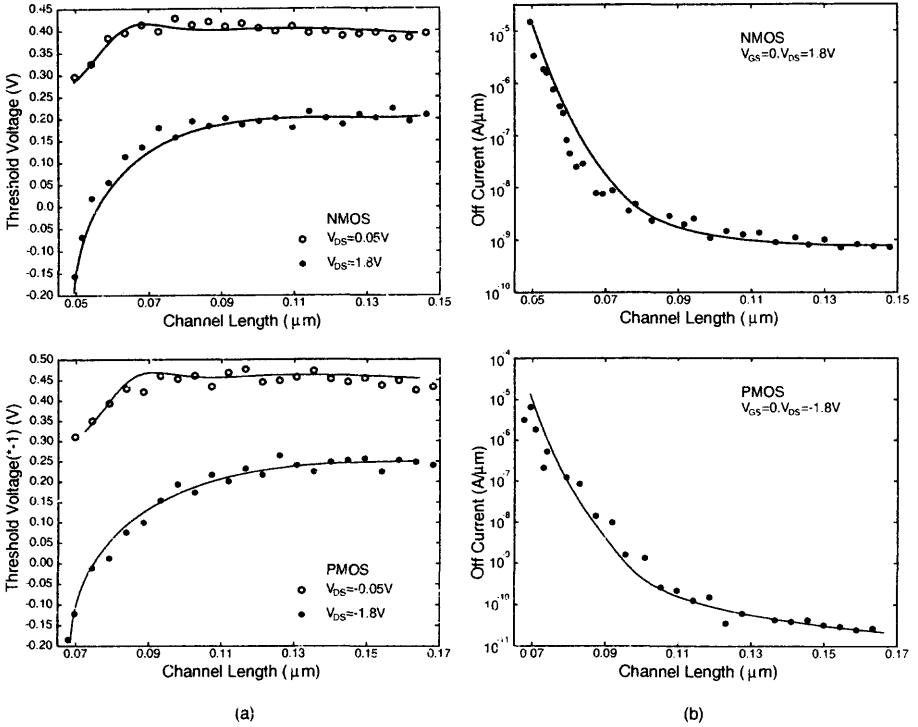 0.45
0.40
0.35
0.30
0.25
0.20
0.15
0.10
0.05
0.0
-0.05
-0.10
-0.15
-0.20
Threshold Voltage (V)
NMOS
V_DS=0.05V
V_DS=1.8V
0.05 0.07 0.09 0.11 0.13 0.15
Channel Length (μm)
NMOS
V_GS=0.V_DS=1.8V
10^-5
10^-6
10^-7
10^-8
10^-9
10^-10
Off Current (A/μm)
0.05 0.07 0.09 0.11 0.13 0.15
Channel Length (μm)
0.50
0.45
0.40
0.35
0.30
0.25
0.20
0.15
0.10
0.05
0.00
-0.05
-0.10
-0.15
-0.20
Threshold Voltage(*-1) (V)
PMOS
V_DS=-0.05V
V_DS=-1.8V
0.07 0.09 0.11 0.13 0.15 0.17
Channel Length (μm)
PMOS
V_GS=0.V_DS=-1.8V
10^-4
10^-5
10^-6
10^-7
10^-8
10^-9
10^-10
10^-11
Off Current (A/μm)
0.07 0.09 0.11 0.13 0.15 0.17
Channel Length (μm)
(a)
(b)